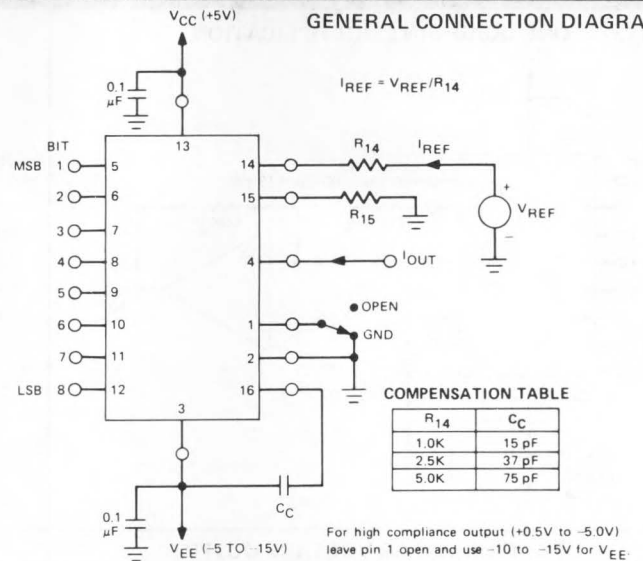 GENERAL CONNECTION DIAGRA
VCC (+5V)
0.1
μF
IREF = VREF/R14
BIT
13
MSB 1 5
14 R14 IREF
2 6
15 R15
+
VREF
−
3 7
4 8
4 IOUT
5 9
OPEN
6 10
1 GND
7 11
2
LSB 8 12
16
3
COMPENSATION TABLE
R14 CC
1.0K 15 pF
2.5K 37 pF
5.0K 75 pF
CC
0.1
μF
VEE (−5 TO −15V)
For high compliance output (+0.5V to −5.0V)
leave pin 1 open and use −10 to −15V for VEE.